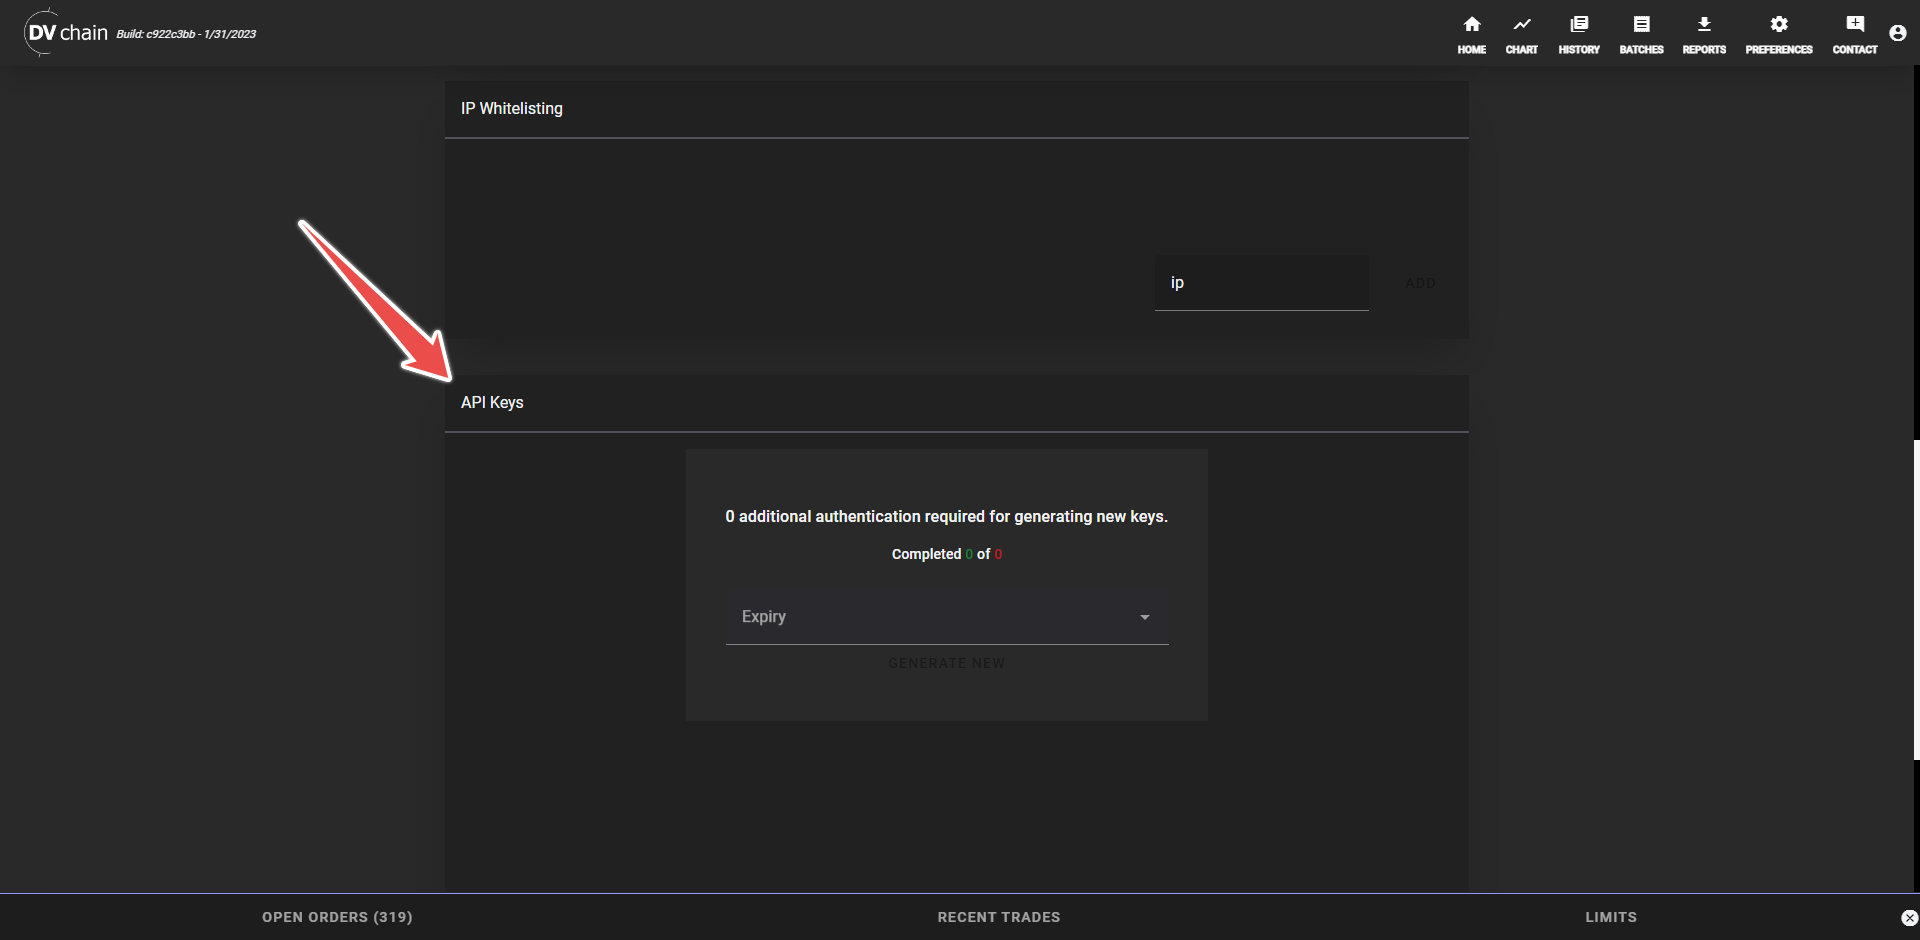 DV chain Build: c922c3bb - 1/31/2023
HOME CHART HISTORY BATCHES REPORTS PREFERENCES CONTACT
IP Whitelisting
ip ADD
API Keys
0 additional authentication required for generating new keys.
Completed 0 of 0
Expiry
GENERATE NEW
OPEN ORDERS (319) RECENT TRADES LIMITS